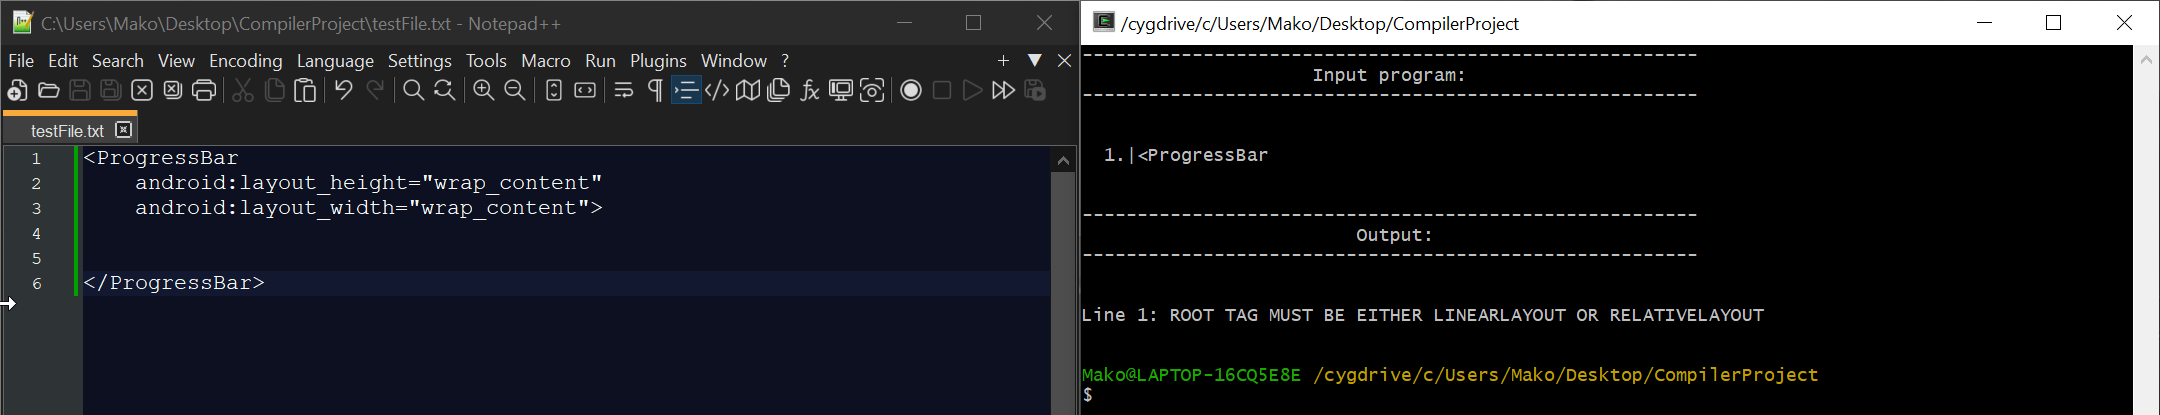 C:\Users\Mako\Desktop\CompilerProject\testFile.txt - Notepad++
File Edit Search View Encoding Language Settings Tools Macro Run Plugins Window ?
testFile.txt
1 <ProgressBar
2     android:layout_height="wrap_content"
3     android:layout_width="wrap_content">
4
5
6 </ProgressBar>
/cygdrive/c/Users/Mako/Desktop/CompilerProject
--------------------------------------------------------
Input program:
--------------------------------------------------------
1.|<ProgressBar
--------------------------------------------------------
Output:
--------------------------------------------------------
Line 1: ROOT TAG MUST BE EITHER LINEARLAYOUT OR RELATIVELAYOUT
Mako@LAPTOP-16CQ5E8E /cygdrive/c/Users/Mako/Desktop/CompilerProject
$